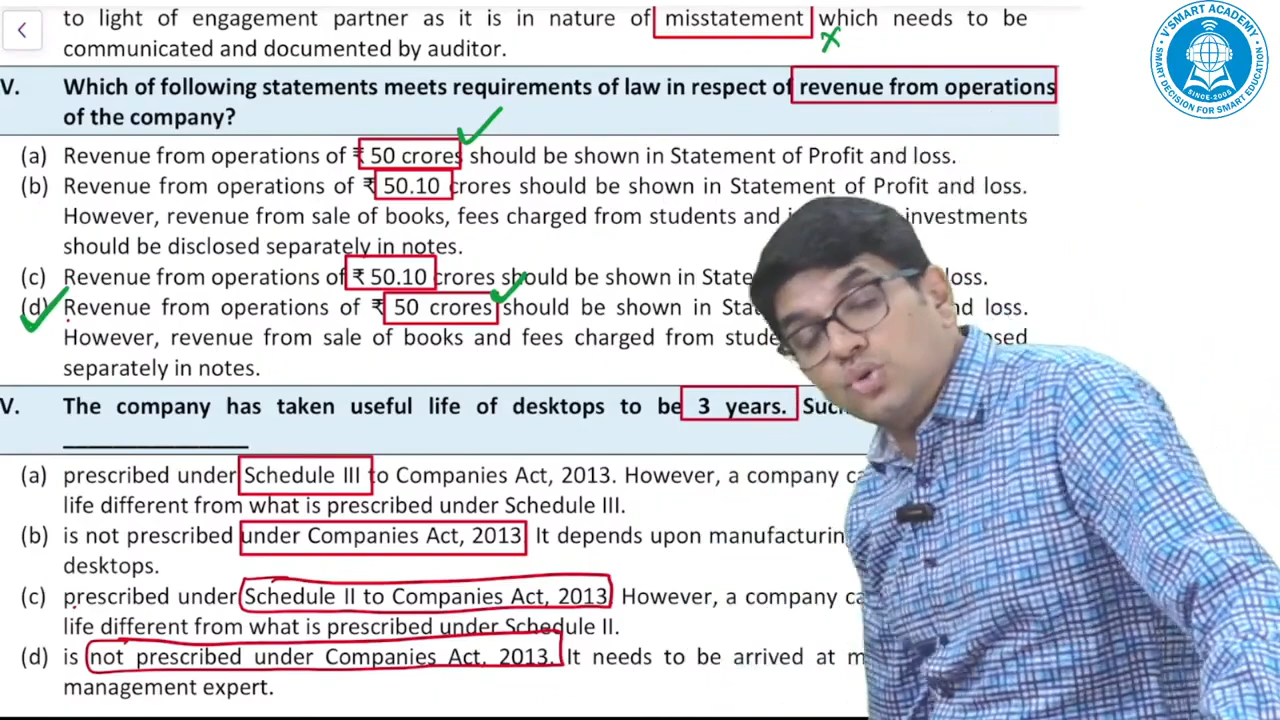 to light of engagement partner as it is in nature of misstatement which needs to be
communicated and documented by auditor.
V. Which of following statements meets requirements of law in respect of revenue from operations
of the company?
(a) Revenue from operations of ₹ 50 crores should be shown in Statement of Profit and loss.
(b) Revenue from operations of ₹ 50.10 crores should be shown in Statement of Profit and loss.
However, revenue from sale of books, fees charged from students and investments
should be disclosed separately in notes.
(c) Revenue from operations of ₹ 50.10 crores should be shown in State loss.
(d) Revenue from operations of ₹ 50 crores should be shown in Stat nd loss.
However, revenue from sale of books and fees charged from stude osed
separately in notes.
V. The company has taken useful life of desktops to be 3 years. Suc
(a) prescribed under Schedule III to Companies Act, 2013. However, a company ca
life different from what is prescribed under Schedule III.
(b) is not prescribed under Companies Act, 2013 It depends upon manufacturin
desktops.
(c) prescribed under Schedule II to Companies Act, 2013 However, a company ca
life different from what is prescribed under Schedule II.
(d) is not prescribed under Companies Act, 2013. It needs to be arrived at m
management expert.
V'SMART ACADEMY
SMART DECISION FOR SMART EDUCATION
SINCE-2005